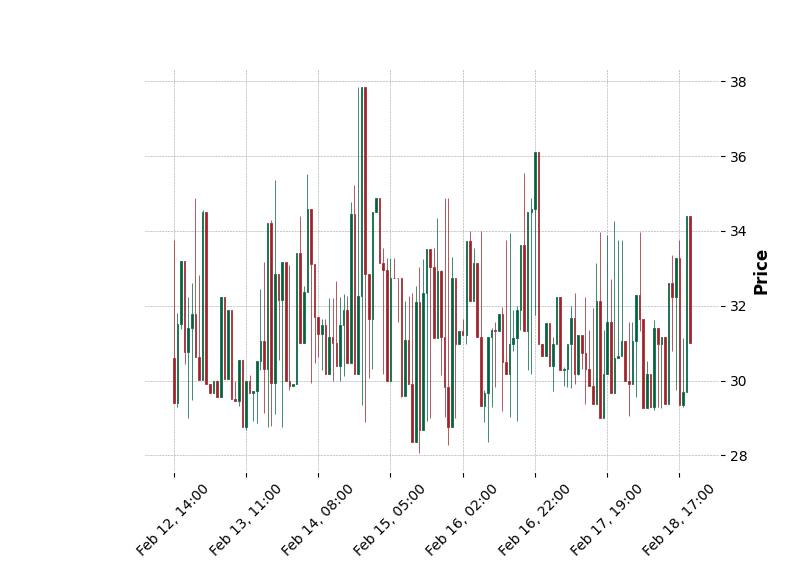 38
36
34
32
30
28
Price
Feb 12, 14:00
Feb 13, 11:00
Feb 14, 08:00
Feb 15, 05:00
Feb 16, 02:00
Feb 16, 22:00
Feb 17, 19:00
Feb 18, 17:00